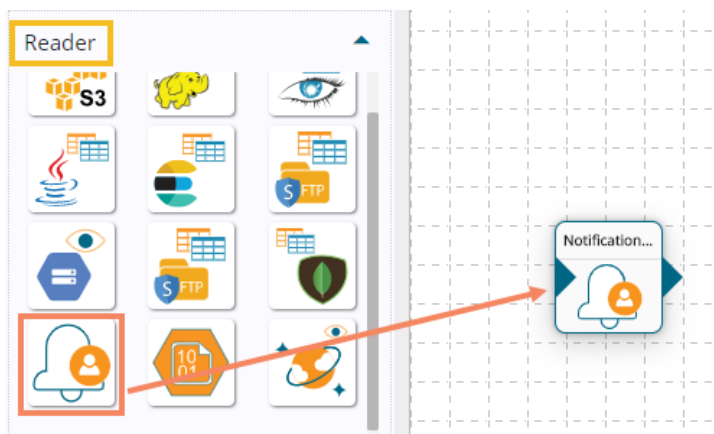 Reader
S3
S FTP
S FTP
10
01
Notification...